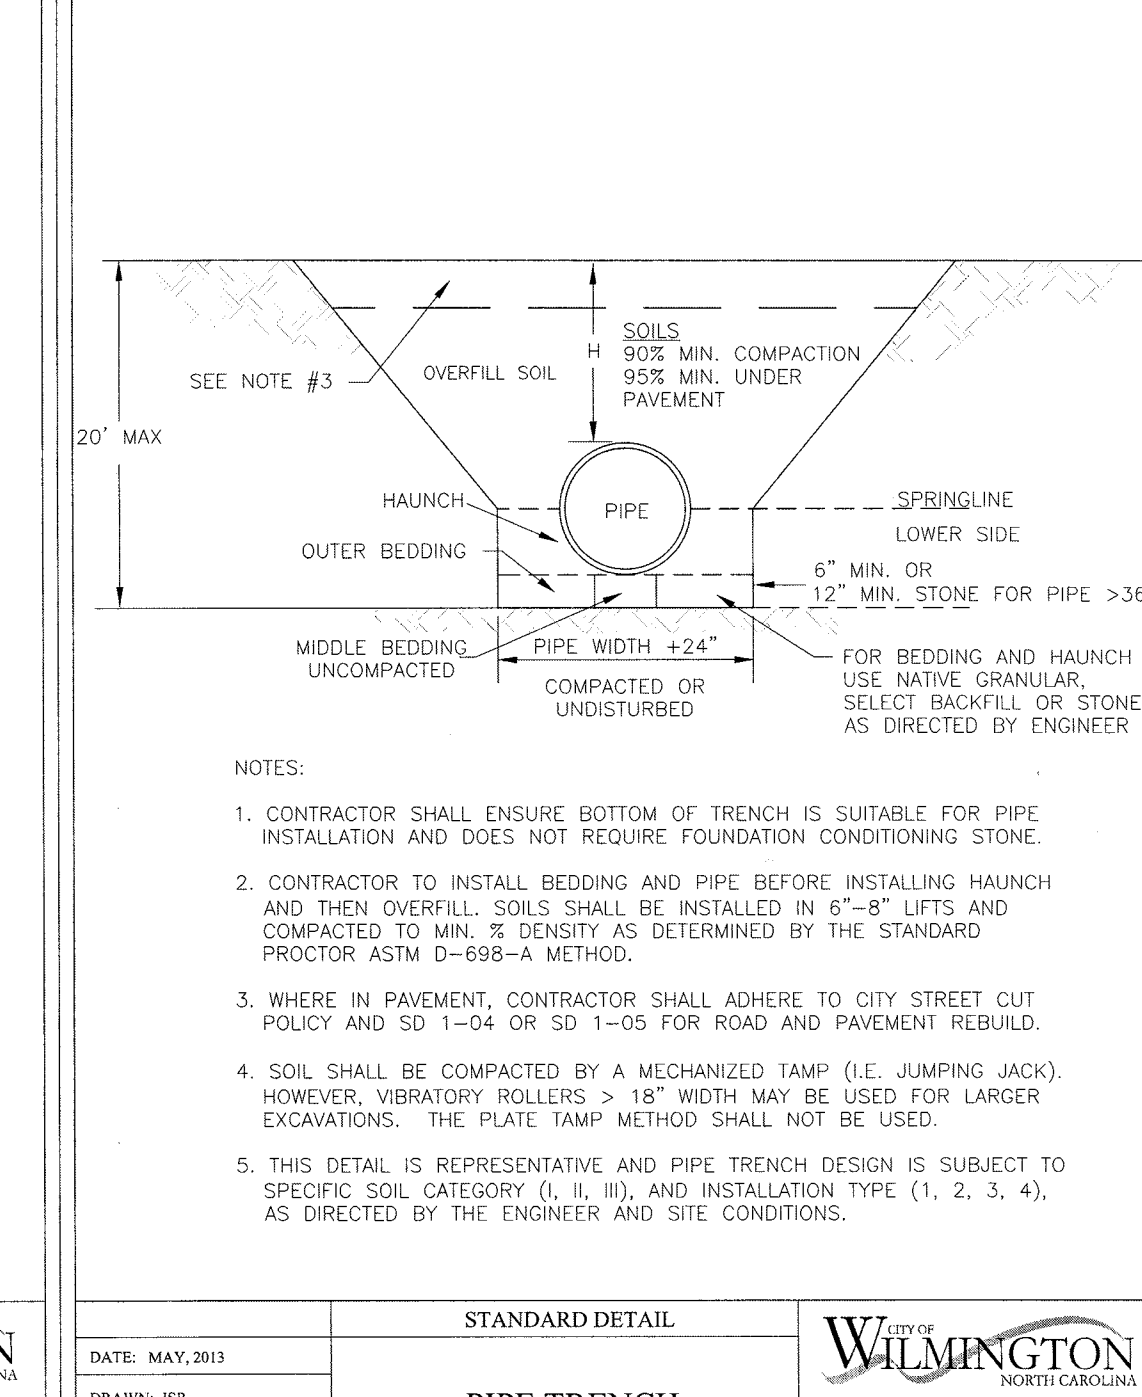 SOILS
H 90% MIN. COMPACTION
95% MIN. UNDER
PAVEMENT
OVERFILL SOIL
SEE NOTE #3
20' MAX
HAUNCH
PIPE
SPRINGLINE
LOWER SIDE
OUTER BEDDING
6" MIN. OR
12" MIN. STONE FOR PIPE >36
MIDDLE BEDDING
UNCOMPACTED
PIPE WIDTH +24"
COMPACTED OR
UNDISTURBED
FOR BEDDING AND HAUNCH
USE NATIVE GRANULAR,
SELECT BACKFILL OR STONE
AS DIRECTED BY ENGINEER
NOTES:
1. CONTRACTOR SHALL ENSURE BOTTOM OF TRENCH IS SUITABLE FOR PIPE
INSTALLATION AND DOES NOT REQUIRE FOUNDATION CONDITIONING STONE.
2. CONTRACTOR TO INSTALL BEDDING AND PIPE BEFORE INSTALLING HAUNCH
AND THEN OVERFILL. SOILS SHALL BE INSTALLED IN 6"-8" LIFTS AND
COMPACTED TO MIN. % DENSITY AS DETERMINED BY THE STANDARD
PROCTOR ASTM D-698-A METHOD.
3. WHERE IN PAVEMENT, CONTRACTOR SHALL ADHERE TO CITY STREET CUT
POLICY AND SD 1-04 OR SD 1-05 FOR ROAD AND PAVEMENT REBUILD.
4. SOIL SHALL BE COMPACTED BY A MECHANIZED TAMP (I.E. JUMPING JACK).
HOWEVER, VIBRATORY ROLLERS > 18" WIDTH MAY BE USED FOR LARGER
EXCAVATIONS. THE PLATE TAMP METHOD SHALL NOT BE USED.
5. THIS DETAIL IS REPRESENTATIVE AND PIPE TRENCH DESIGN IS SUBJECT TO
SPECIFIC SOIL CATEGORY (I, II, III), AND INSTALLATION TYPE (1, 2, 3, 4),
AS DIRECTED BY THE ENGINEER AND SITE CONDITIONS.
STANDARD DETAIL
DATE: MAY, 2013
PIPE TRENCH
CITY OF
WILMINGTON
NORTH CAROLINA